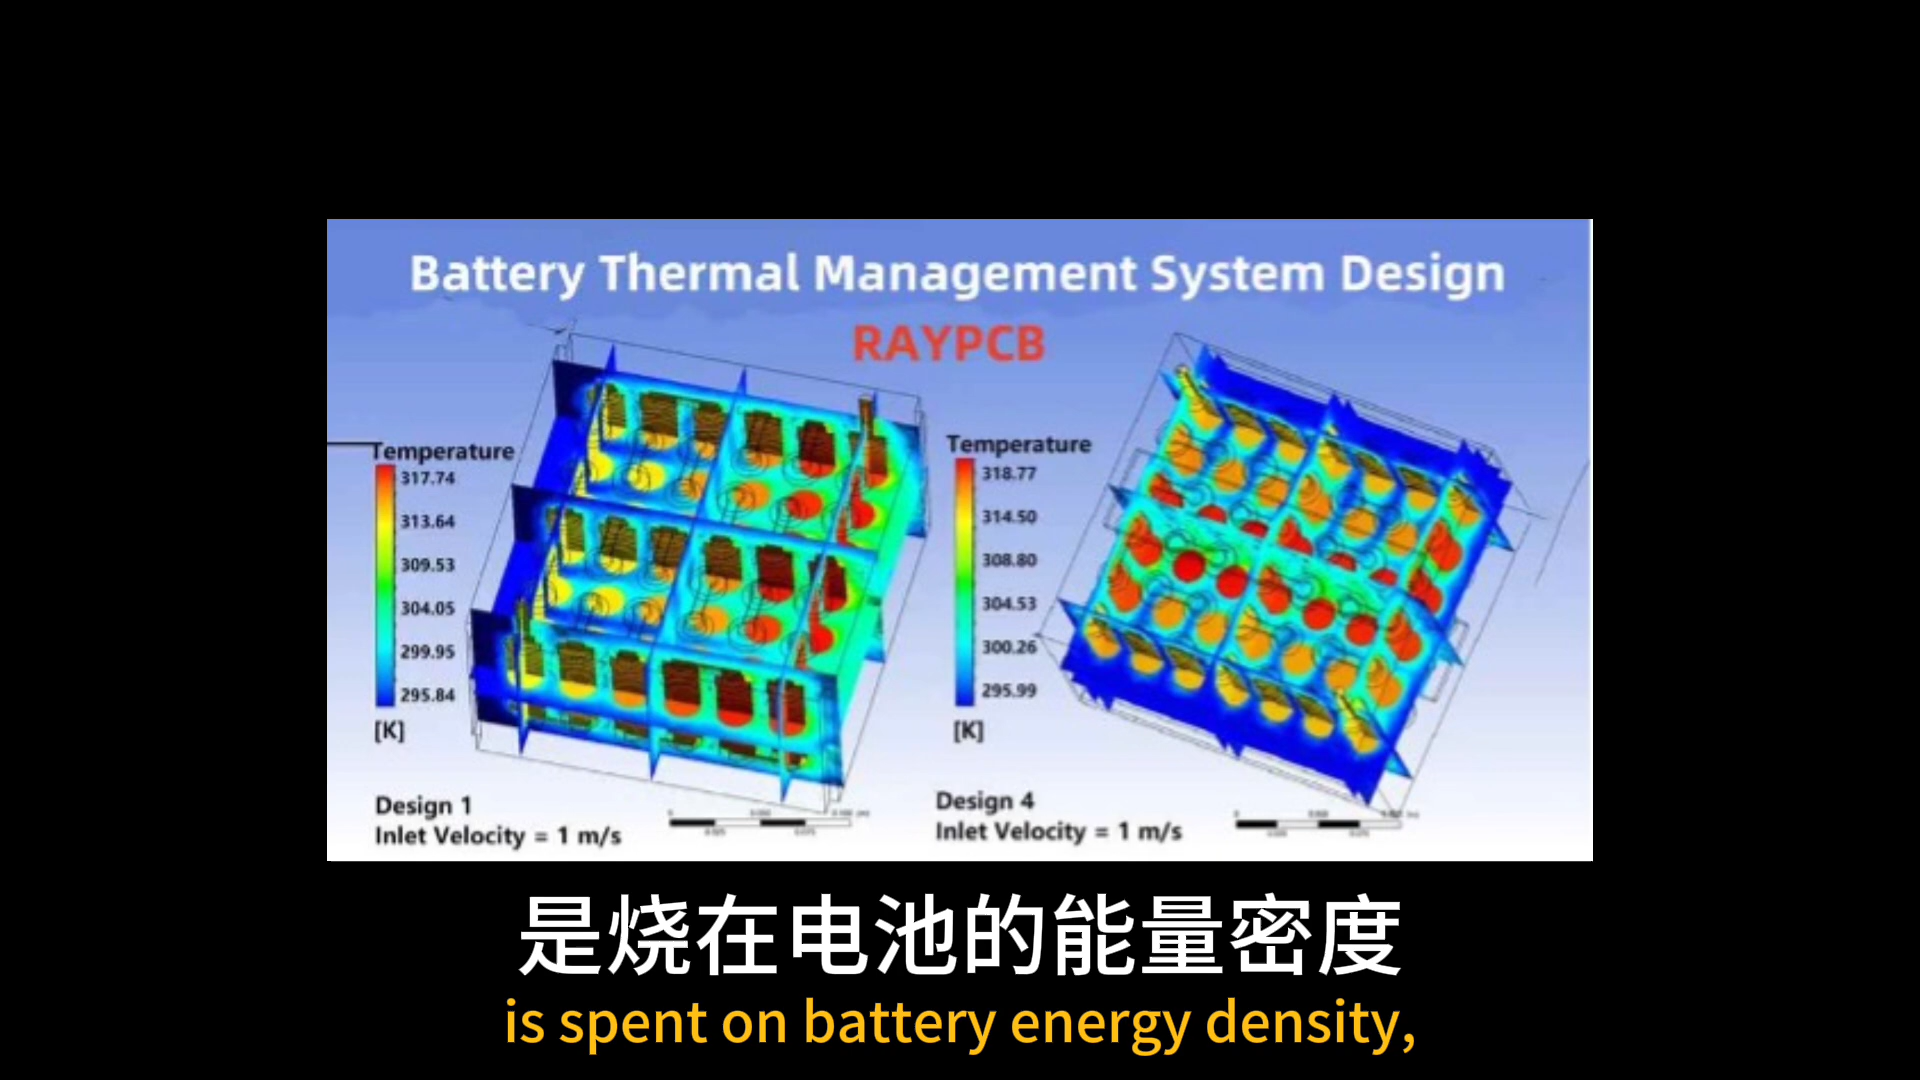 Battery Thermal Management System Design
RAYPCB
Temperature
317.74
313.64
309.53
304.05
299.95
295.84
[K]
Design 1
Inlet Velocity = 1 m/s
Temperature
318.77
314.50
308.80
304.53
300.26
295.99
[K]
Design 4
Inlet Velocity = 1 m/s
是烧在电池的能量密度
is spent on battery energy density,